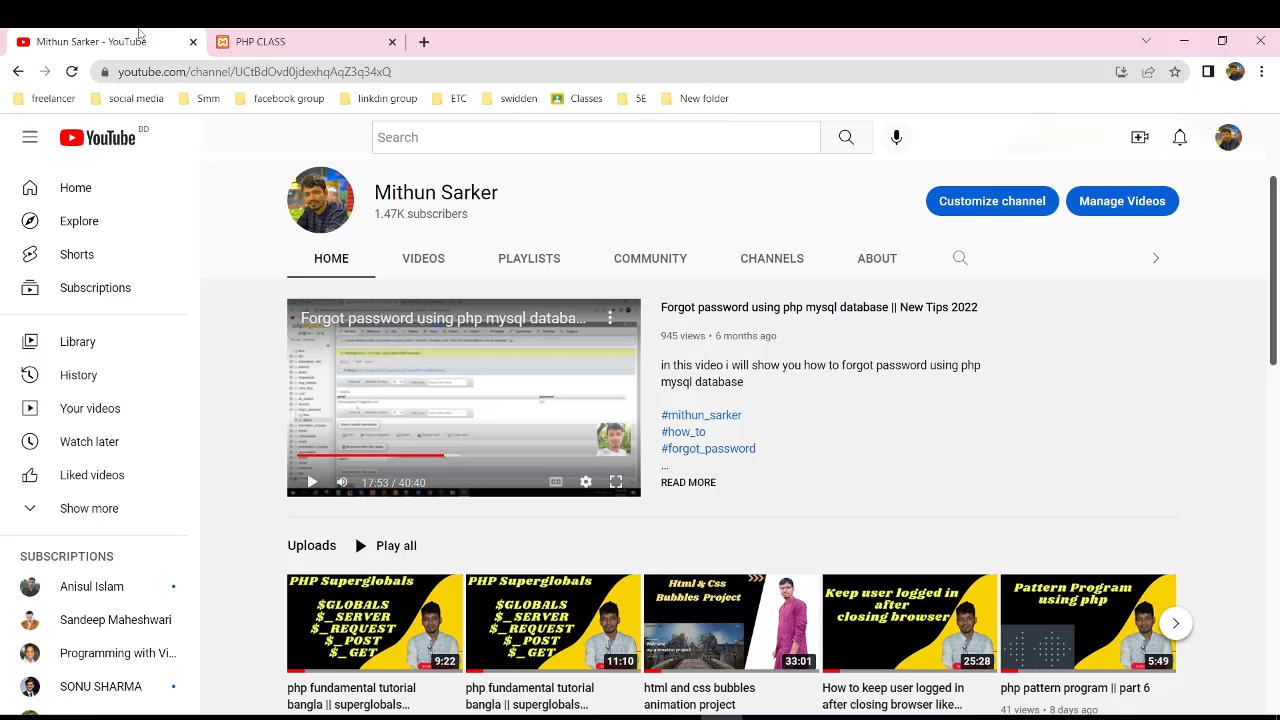 Mithun Sarker - YouTube
PHP CLASS
youtube.com/channel/UCtBdOvd0jdexhqAqZ3q34xQ
freelancer
social media
Smm
facebook group
linkdin group
ETC
swidden
Classes
5E
New folder
YouTube BD
Search
Home
Explore
Shorts
Subscriptions
Library
History
Your videos
Watch later
Liked videos
Show more
SUBSCRIPTIONS
Anisul Islam
Sandeep Maheshwari
Programming with Vi...
SONU SHARMA
Mithun Sarker
1.47K subscribers
Customize channel
Manage Videos
HOME VIDEOS PLAYLISTS COMMUNITY CHANNELS ABOUT
Forgot password using php mysql databa...
17:53 / 40:40
Forgot password using php mysql database || New Tips 2022
945 views • 6 months ago
in this video i will show you how to forgot password using php
mysql database.
#mithun_sarker
#how_to
#forgot_password
...
READ MORE
Uploads
Play all
PHP Superglobals
$GLOBALS
$_SERVER
$_REQUEST
$_POST
$_GET
9:22
php fundamental tutorial
bangla || superglobals...
PHP Superglobals
$GLOBALS
$_SERVER
$_REQUEST
$_POST
$_GET
11:10
php fundamental tutorial
bangla || superglobals...
Html & Css
Bubbles Project
33:01
html and css bubbles
animation project
Keep user logged in
after
closing browser
25:28
How to keep user logged in
after closing browser like...
Pattern Program
using php
5:49
php pattern program || part 6
41 views • 8 days ago